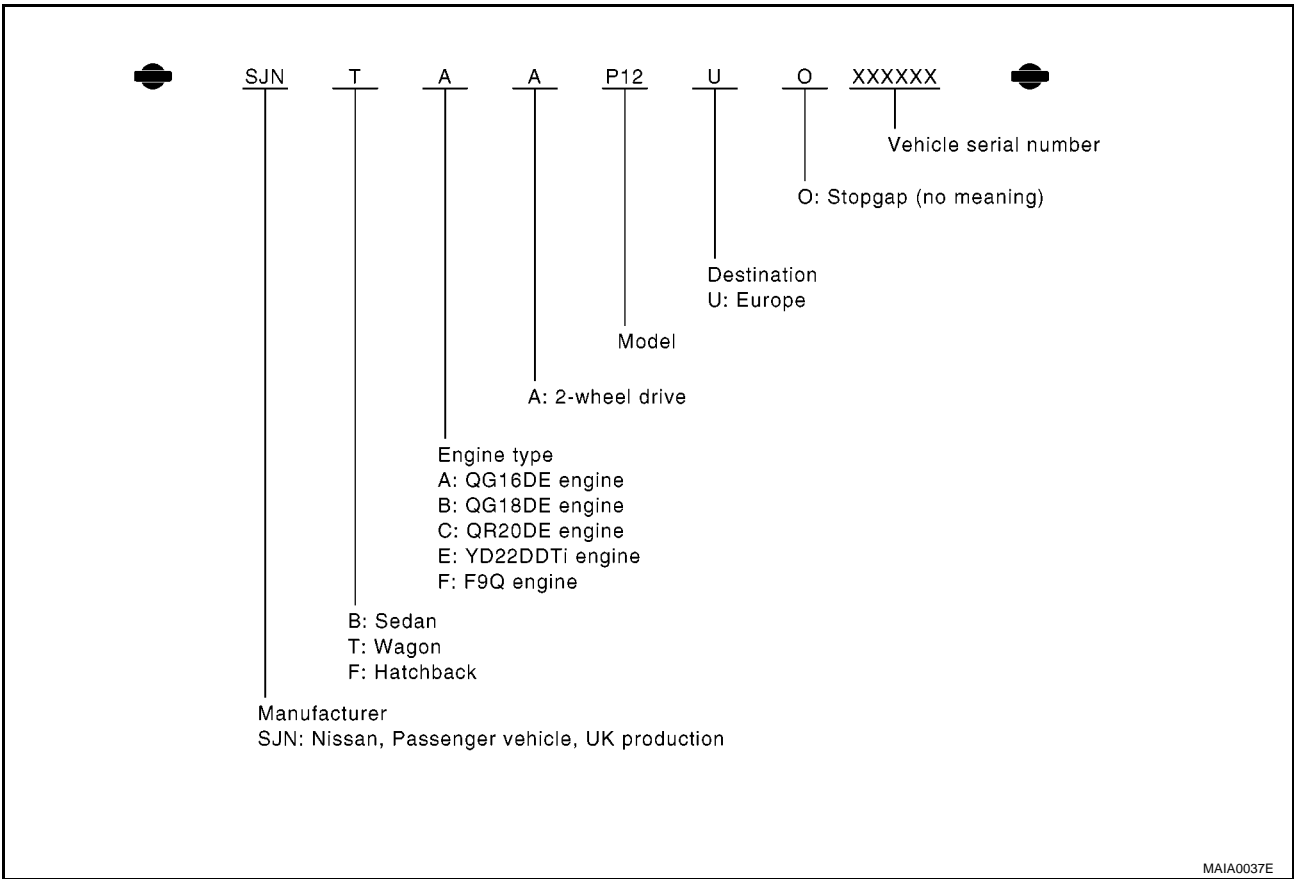 SJN T A A P12 U O XXXXXX
Vehicle serial number
O: Stopgap (no meaning)
Destination
U: Europe
Model
A: 2-wheel drive
Engine type
A: QG16DE engine
B: QG18DE engine
C: QR20DE engine
E: YD22DDTi engine
F: F9Q engine
B: Sedan
T: Wagon
F: Hatchback
Manufacturer
SJN: Nissan, Passenger vehicle, UK production
MAIA0037E